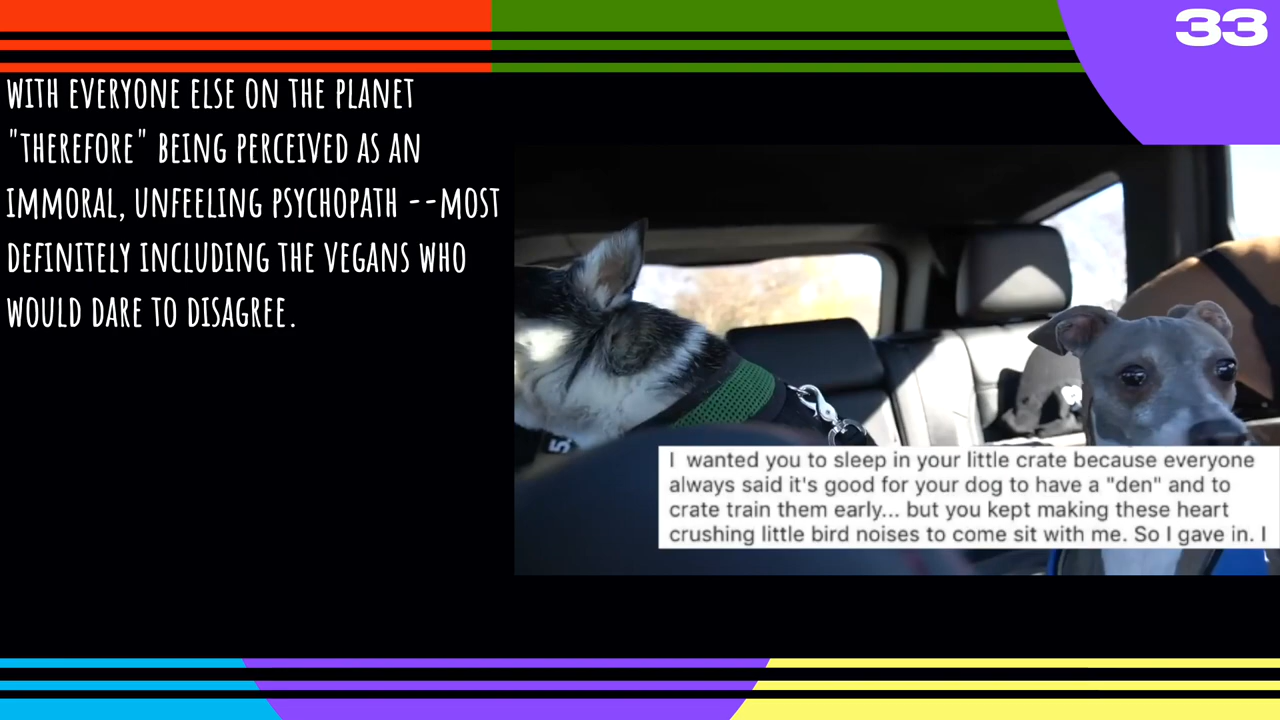 33
WITH EVERYONE ELSE ON THE PLANET
"THEREFORE" BEING PERCEIVED AS AN
IMMORAL, UNFEELING PSYCHOPATH --MOST
DEFINITELY INCLUDING THE VEGANS WHO
WOULD DARE TO DISAGREE.
5.
I wanted you to sleep in your little crate because everyone
always said it's good for your dog to have a "den" and to
crate train them early... but you kept making these heart
crushing little bird noises to come sit with me. So I gave in. I